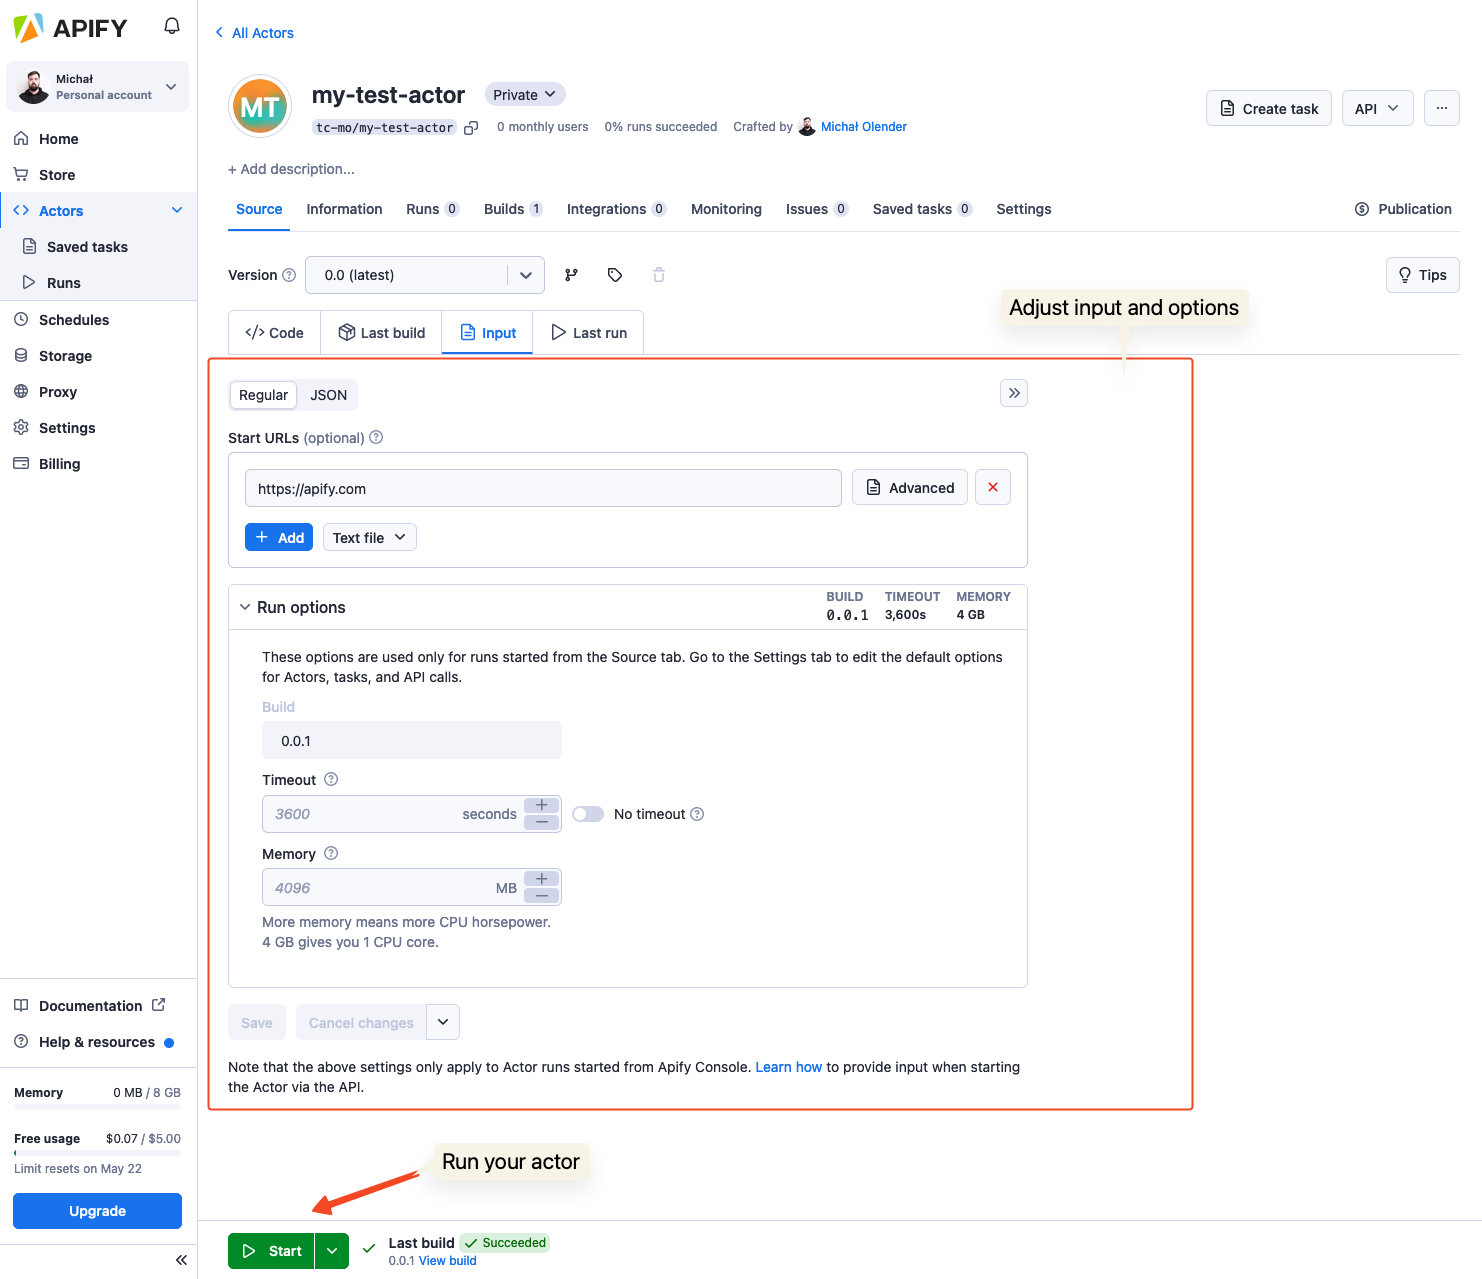 APIFY
Michał
Personal account
Home
Store
Actors
Saved tasks
Runs
Schedules
Storage
Proxy
Settings
Billing
Documentation
Help & resources
Memory 0 MB / 8 GB
Free usage $0.07 / $5.00
Limit resets on May 22
Upgrade
All Actors
MT
my-test-actor Private
tc-mo/my-test-actor 0 monthly users 0% runs succeeded Crafted by Michał Olender
Create task API ...
+ Add description...
Source Information Runs 0 Builds 1 Integrations 0 Monitoring Issues 0 Saved tasks 0 Settings Publication
Version 0.0 (latest) Tips
Adjust input and options
</> Code Last build Input Last run
Regular JSON
Start URLs (optional)
https://apify.com Advanced
Add Text file
Run options
BUILD TIMEOUT MEMORY
0.0.1 3,600s 4 GB
These options are used only for runs started from the Source tab. Go to the Settings tab to edit the default options
for Actors, tasks, and API calls.
Build
0.0.1
Timeout
3600 seconds No timeout
Memory
4096 MB
More memory means more CPU horsepower.
4 GB gives you 1 CPU core.
Save Cancel changes
Note that the above settings only apply to Actor runs started from Apify Console. Learn how to provide input when starting
the Actor via the API.
Run your actor
Start
Last build Succeeded
0.0.1 View build